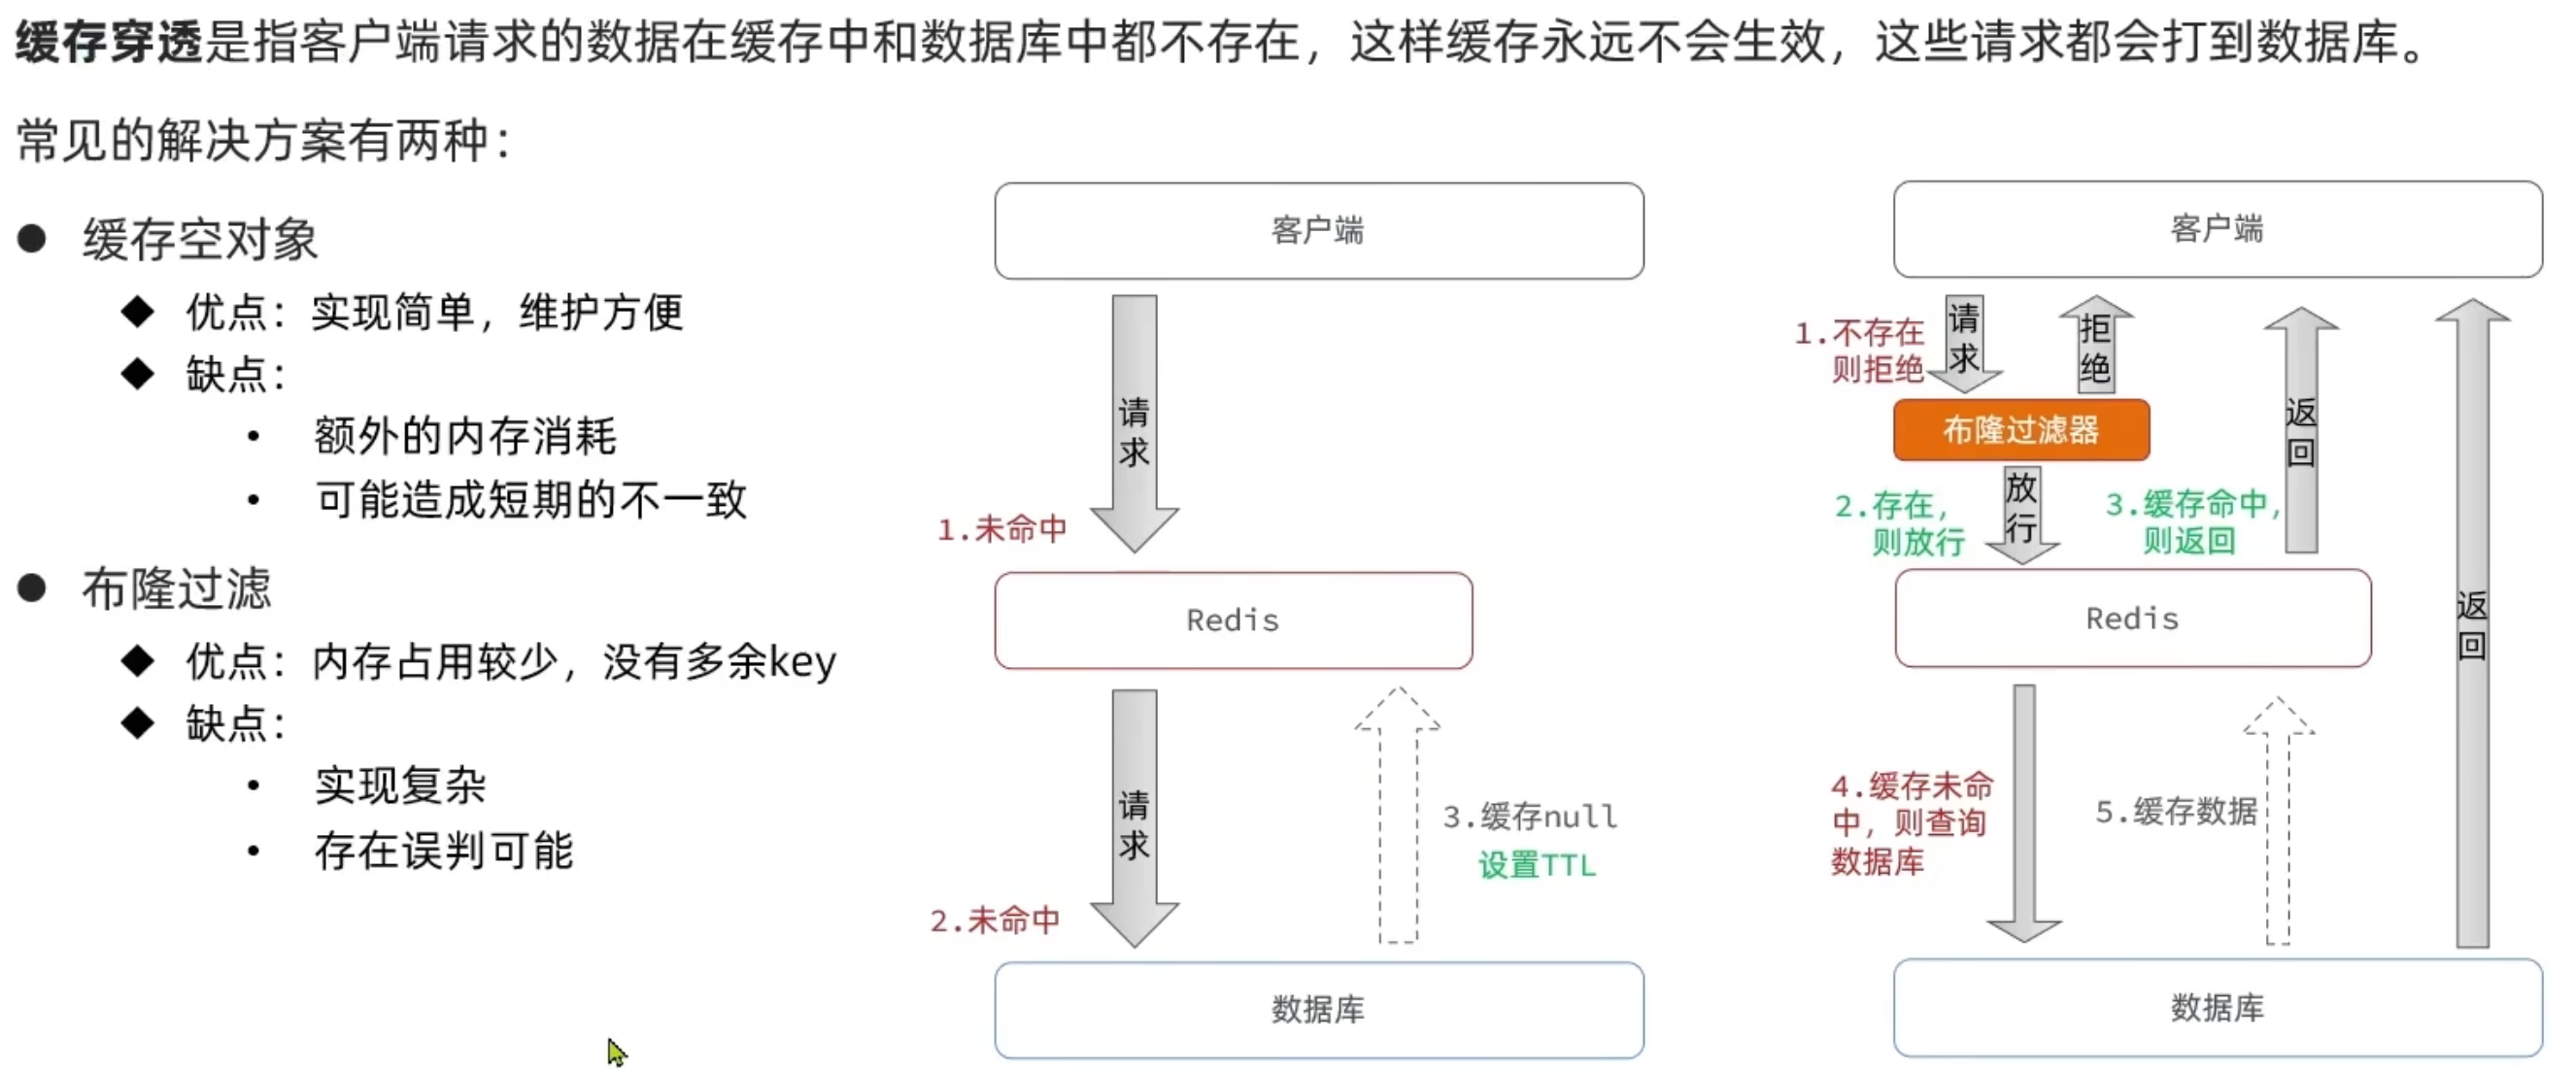 缓存穿透是指客户端请求的数据在缓存中和数据库中都不存在，这样缓存永远不会生效，这些请求都会打到数据库。
常见的解决方案有两种：
缓存空对象
优点：实现简单，维护方便
缺点：
额外的内存消耗
可能造成短期的不一致
布隆过滤
优点：内存占用较少，没有多余key
缺点：
实现复杂
存在误判可能
客户端
请求
1.未命中
Redis
请求
2.未命中
3.缓存null
设置TTL
数据库
客户端
1.不存在
则拒绝
请求
拒绝
布隆过滤器
2.存在，
则放行
放行
3.缓存命中，
则返回
返回
Redis
4.缓存未命
中，则查询
数据库
5.缓存数据
返回
数据库